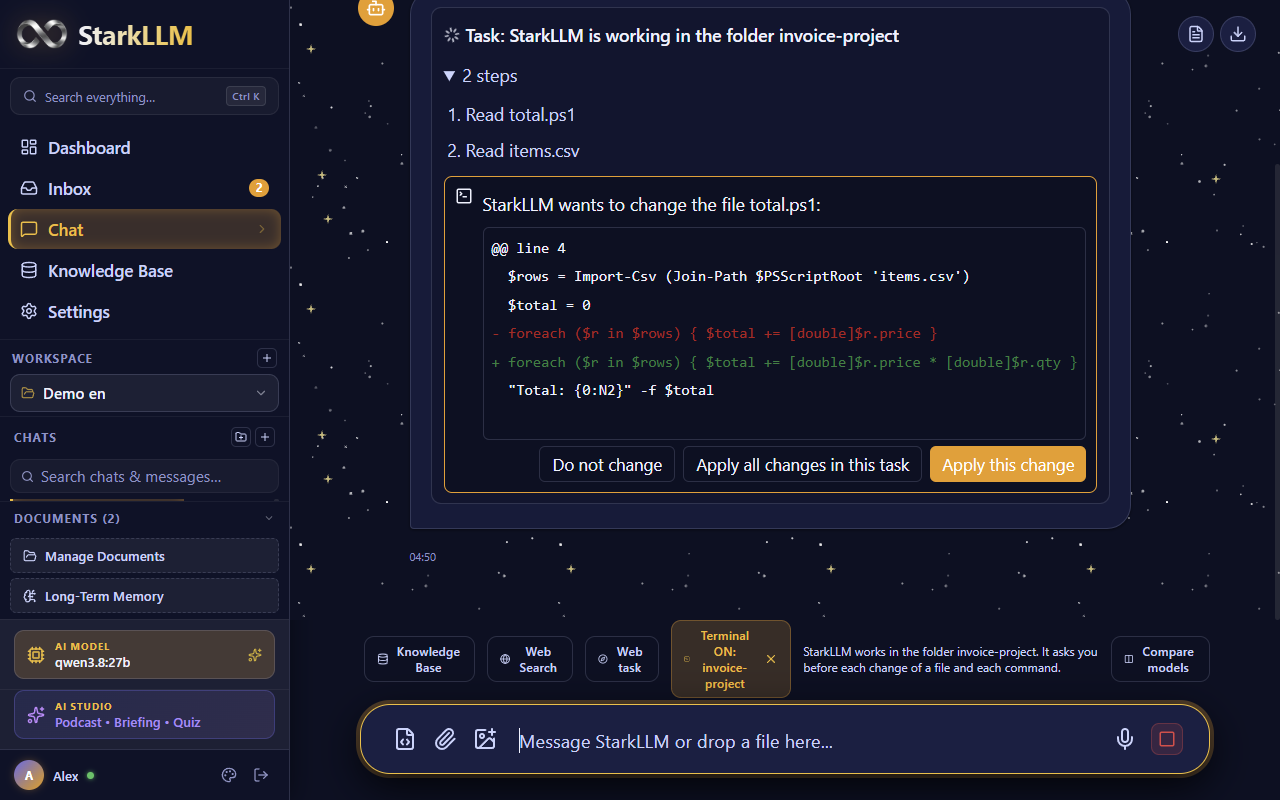 StarkLLM
Search everything...
Ctrl K
Dashboard
Inbox
2
Chat
Knowledge Base
Settings
WORKSPACE
Demo en
CHATS
Search chats & messages...
DOCUMENTS (2)
Manage Documents
Long-Term Memory
AI MODEL
qwen3.8:27b
AI STUDIO
Podcast • Briefing • Quiz
A
Alex
Task: StarkLLM is working in the folder invoice-project
▼ 2 steps
1. Read total.ps1
2. Read items.csv
StarkLLM wants to change the file total.ps1:
@@ line 4
$rows = Import-Csv (Join-Path $PSScriptRoot 'items.csv')
$total = 0
- foreach ($r in $rows) { $total += [double]$r.price }
+ foreach ($r in $rows) { $total += [double]$r.price * [double]$r.qty }
"Total: {0:N2}" -f $total
Do not change
Apply all changes in this task
Apply this change
04:50
Knowledge
Base
Web
Search
Web
task
Terminal
ON:
invoice-
project
StarkLLM works in the folder invoice-project. It asks you
before each change of a file and each command.
Compare
models
Message StarkLLM or drop a file here...